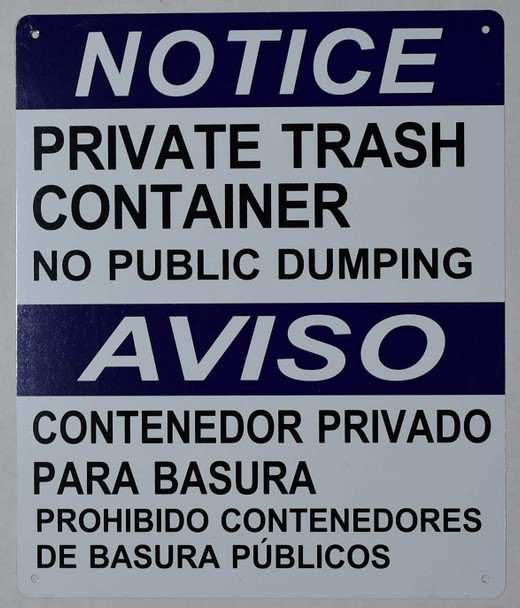 NOTICE
PRIVATE TRASH
CONTAINER
NO PUBLIC DUMPING
AVISO
CONTENEDOR PRIVADO
PARA BASURA
PROHIBIDO CONTENEDORES
DE BASURA PÚBLICOS